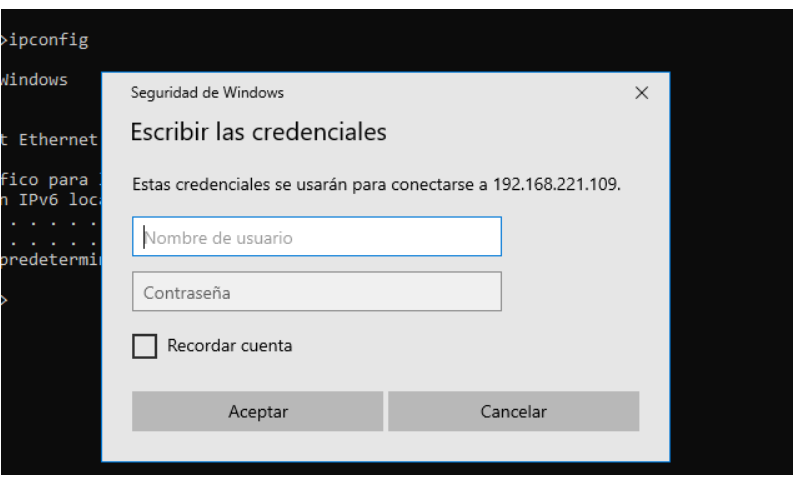 >ipconfig
Windows
Seguridad de Windows
Escribir las credenciales
t Ethernet
fico para
Estas credenciales se usarán para conectarse a 192.168.221.109.
n IPv6 loc
. . . . .
. . . . .
predetermi
Nombre de usuario
>
Contraseña
Recordar cuenta
Aceptar
Cancelar